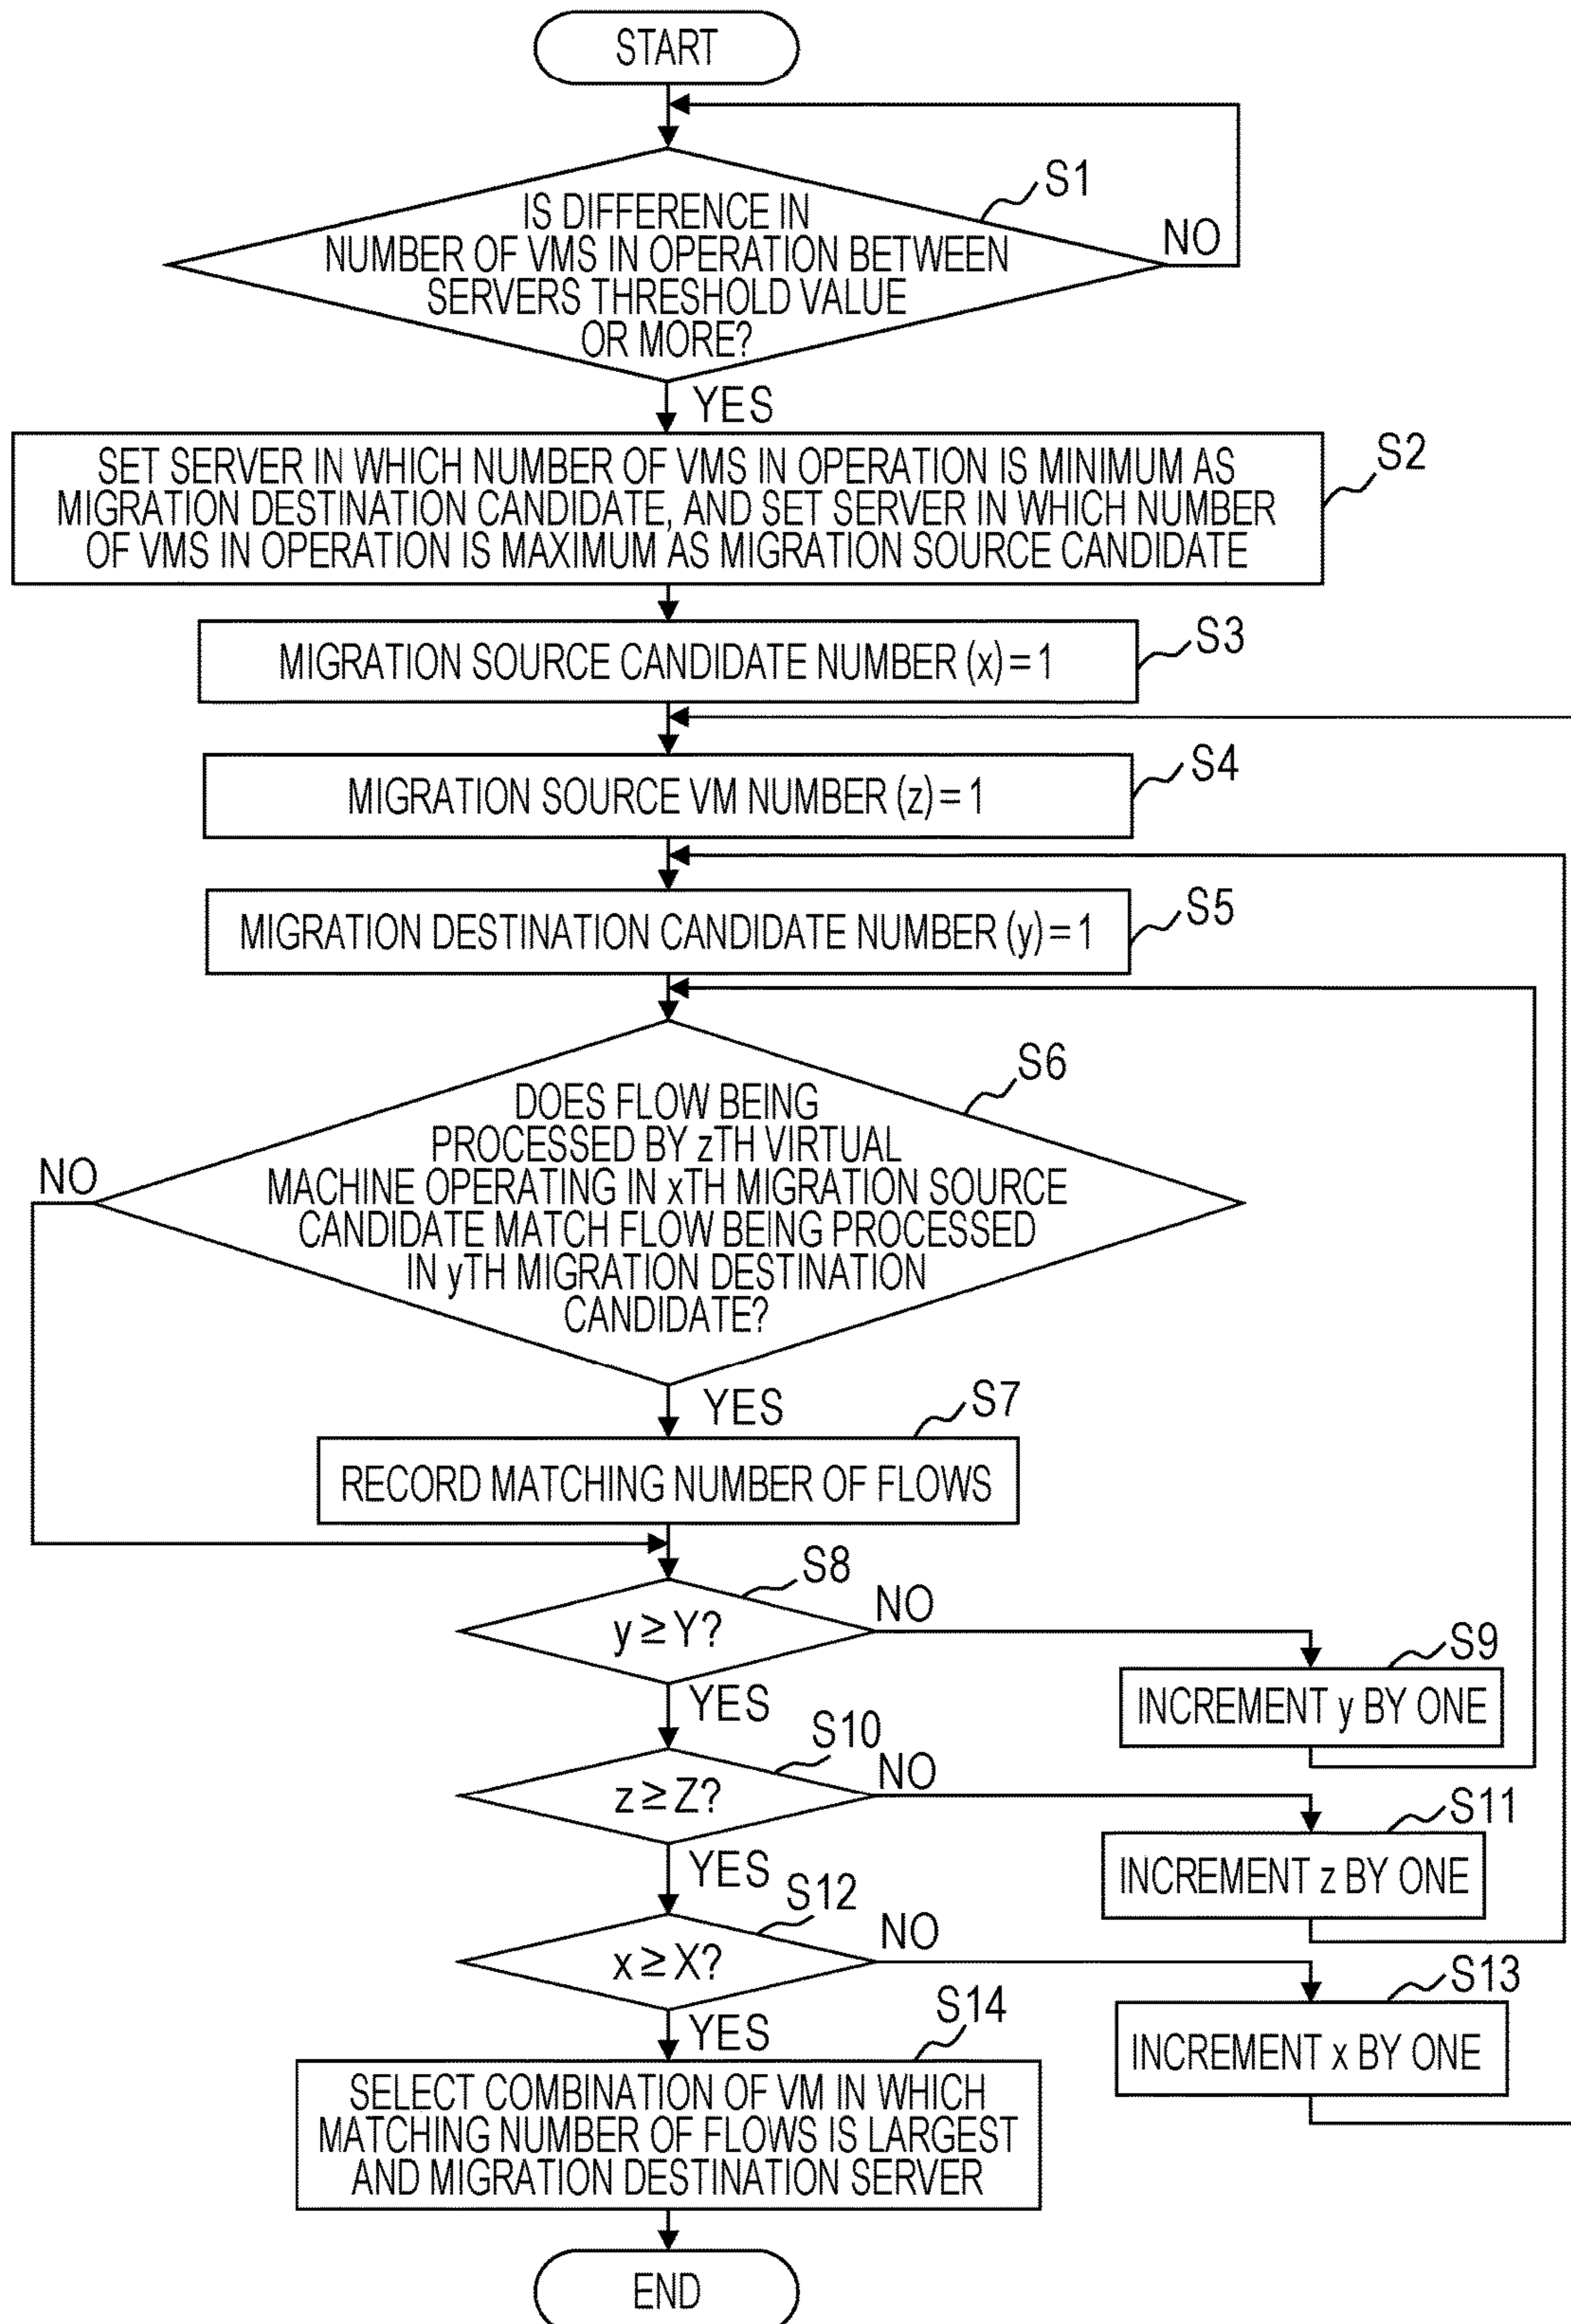 START
S1
IS DIFFERENCE IN
NUMBER OF VMS IN OPERATION BETWEEN
SERVERS THRESHOLD VALUE
OR MORE?
NO
YES
S2
SET SERVER IN WHICH NUMBER OF VMS IN OPERATION IS MINIMUM AS
MIGRATION DESTINATION CANDIDATE, AND SET SERVER IN WHICH NUMBER
OF VMS IN OPERATION IS MAXIMUM AS MIGRATION SOURCE CANDIDATE
S3
MIGRATION SOURCE CANDIDATE NUMBER (x) = 1
S4
MIGRATION SOURCE VM NUMBER (z) = 1
S5
MIGRATION DESTINATION CANDIDATE NUMBER (y) = 1
S6
DOES FLOW BEING
PROCESSED BY zTH VIRTUAL
MACHINE OPERATING IN xTH MIGRATION SOURCE
CANDIDATE MATCH FLOW BEING PROCESSED
IN yTH MIGRATION DESTINATION
CANDIDATE?
NO
YES
S7
RECORD MATCHING NUMBER OF FLOWS
S8
y ≥ Y?
NO
S9
INCREMENT y BY ONE
YES
S10
z ≥ Z?
NO
S11
INCREMENT z BY ONE
YES
S12
x ≥ X?
NO
S13
INCREMENT x BY ONE
YES
S14
SELECT COMBINATION OF VM IN WHICH
MATCHING NUMBER OF FLOWS IS LARGEST
AND MIGRATION DESTINATION SERVER
END